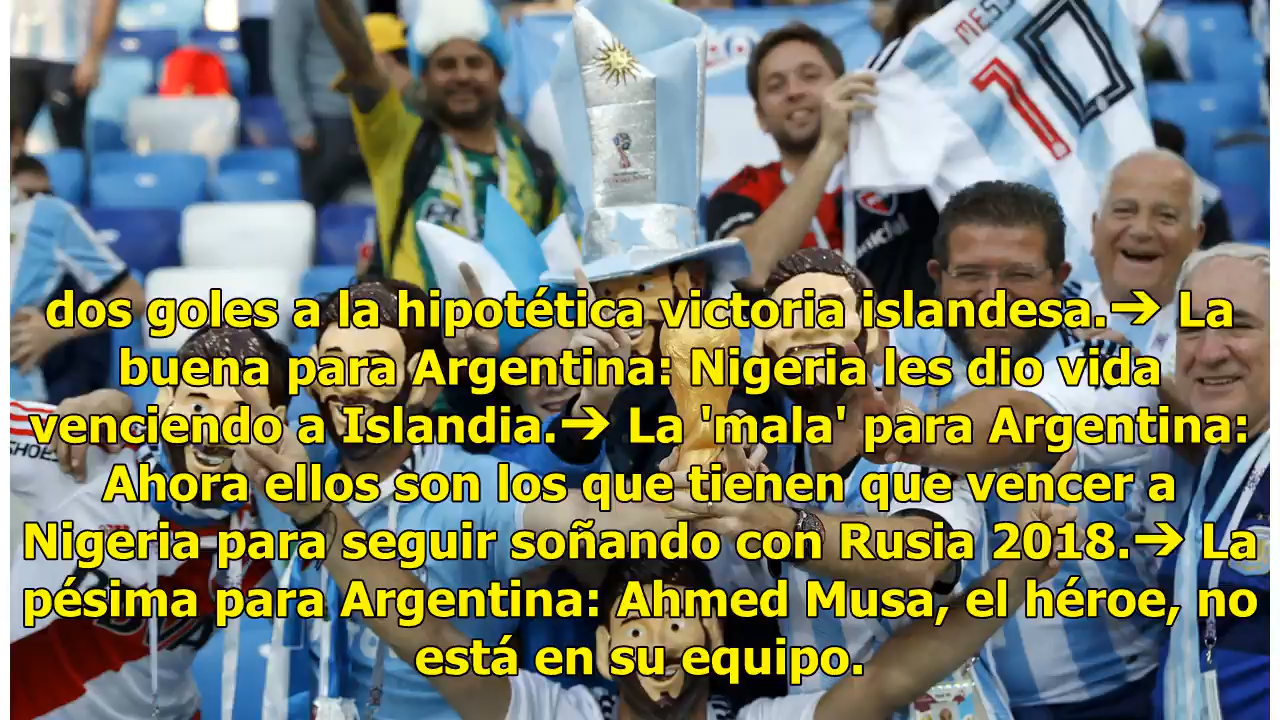 MESSI
10
dos goles a la hipotética victoria islandesa.➔ La
buena para Argentina: Nigeria les dio vida
venciendo a Islandia.➔ La 'mala' para Argentina:
Ahora ellos son los que tienen que vencer a
Nigeria para seguir soñando con Rusia 2018.➔ La
pésima para Argentina: Ahmed Musa, el héroe, no
está en su equipo.